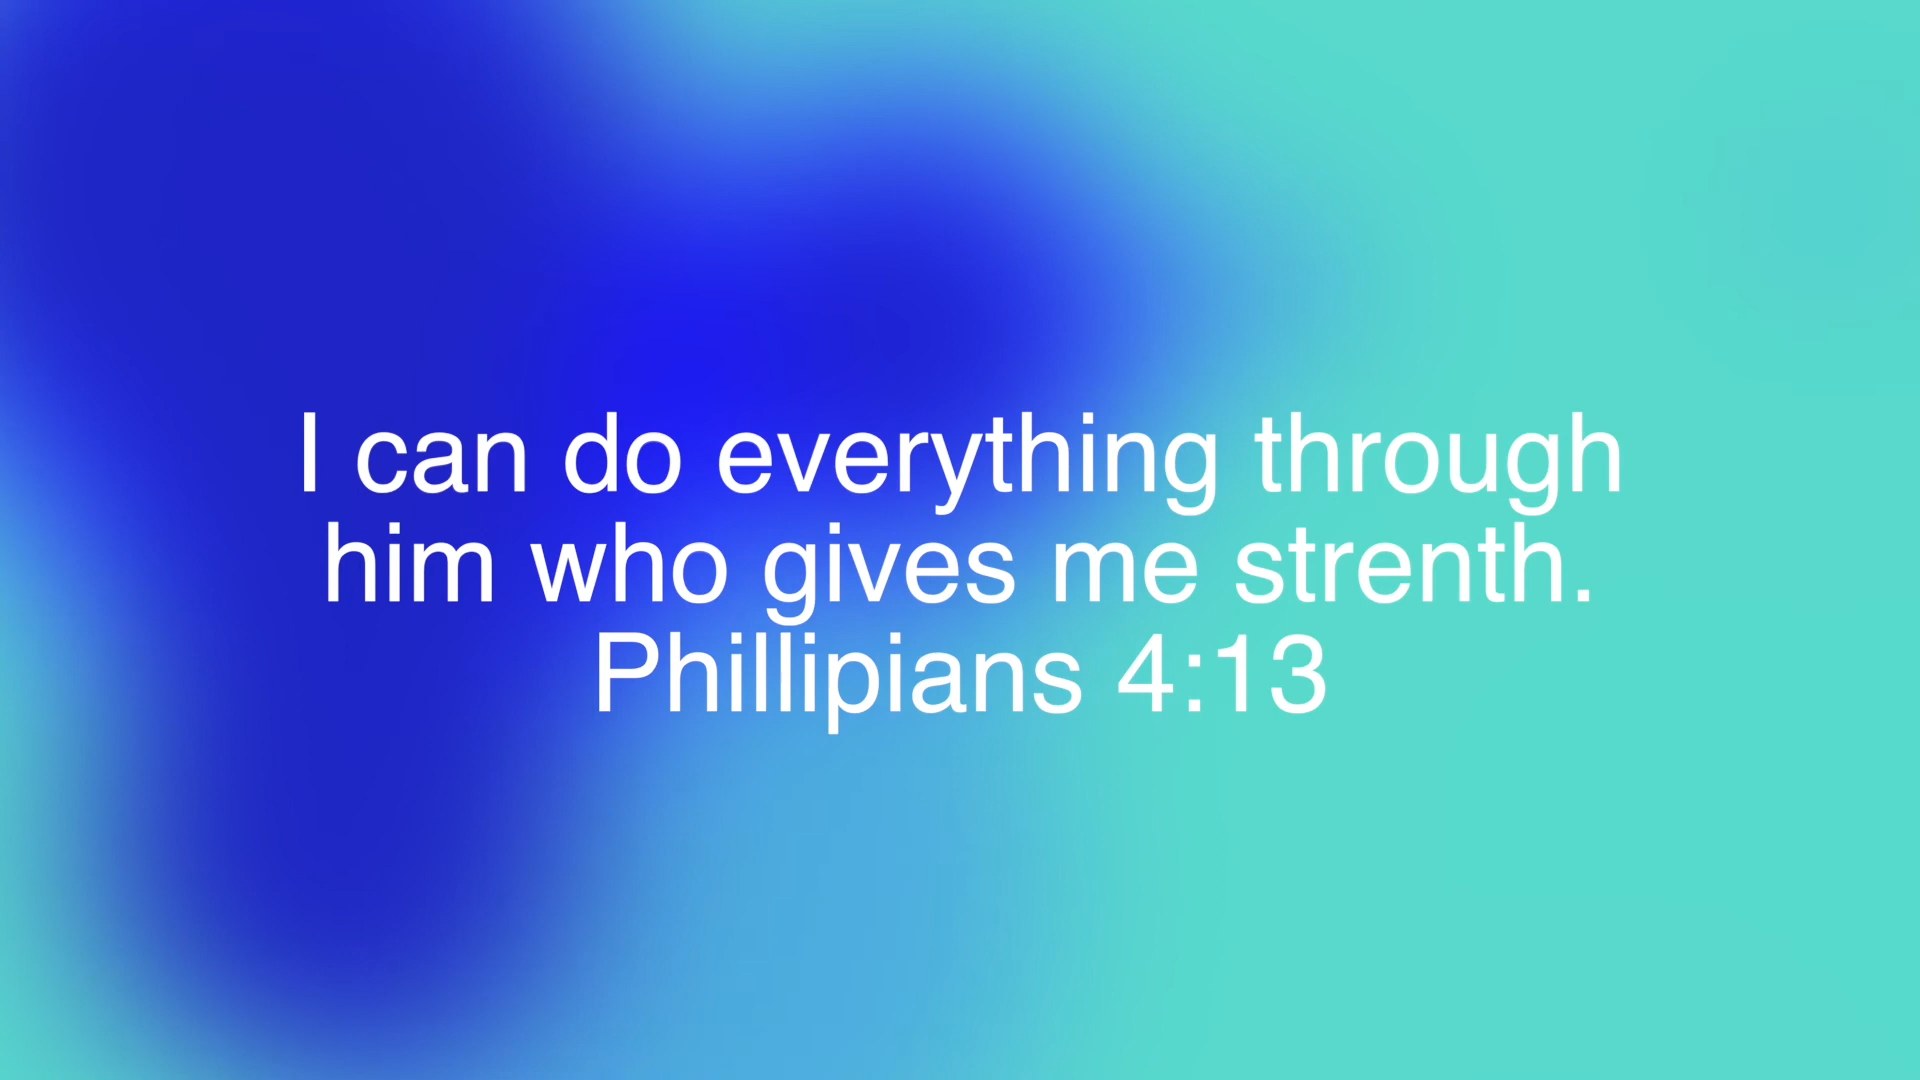 I can do everything through
him who gives me strenth.
Phillipians 4:13